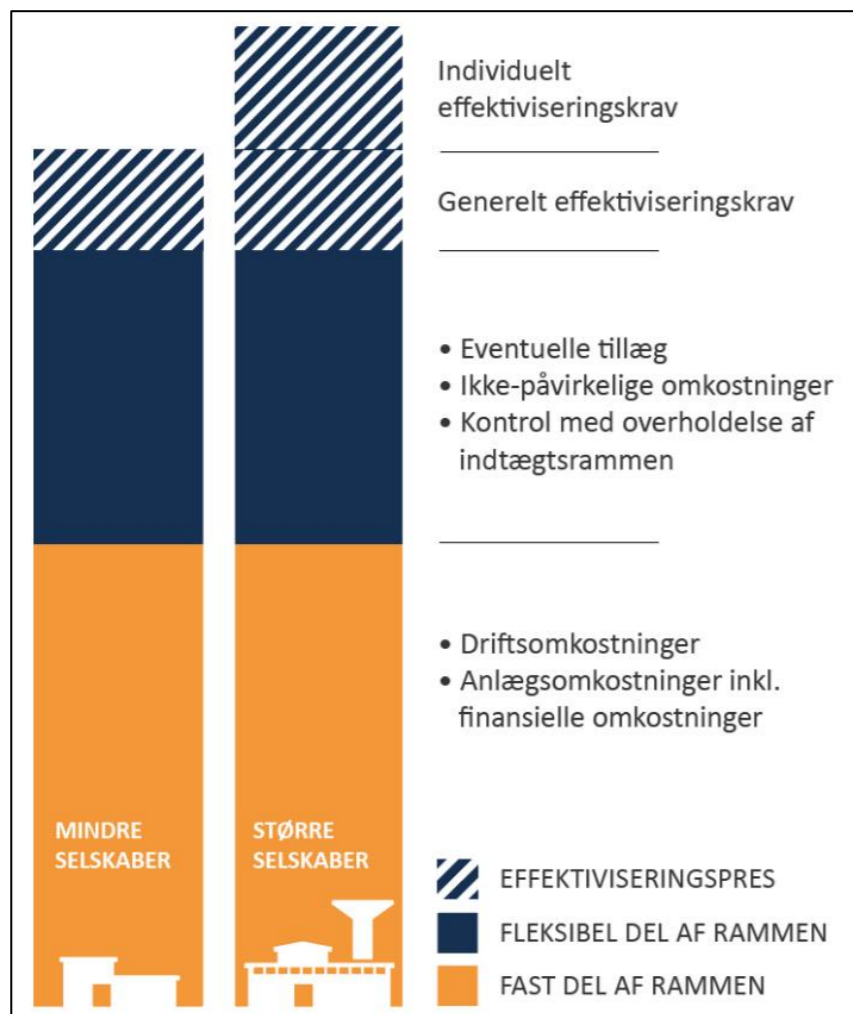 Individuelt
effektiviseringskrav
Generelt effektiviseringskrav
• Eventuelle tillæg
• Ikke-påvirkelige omkostninger
• Kontrol med overholdelse af
indtægtsrammen
• Driftsomkostninger
• Anlægsomkostninger inkl.
finansielle omkostninger
MINDRE
SELSKABER
STØRRE
SELSKABER
EFFEKTIVISERINGSPRES
FLEKSIBEL DEL AF RAMMEN
FAST DEL AF RAMMEN